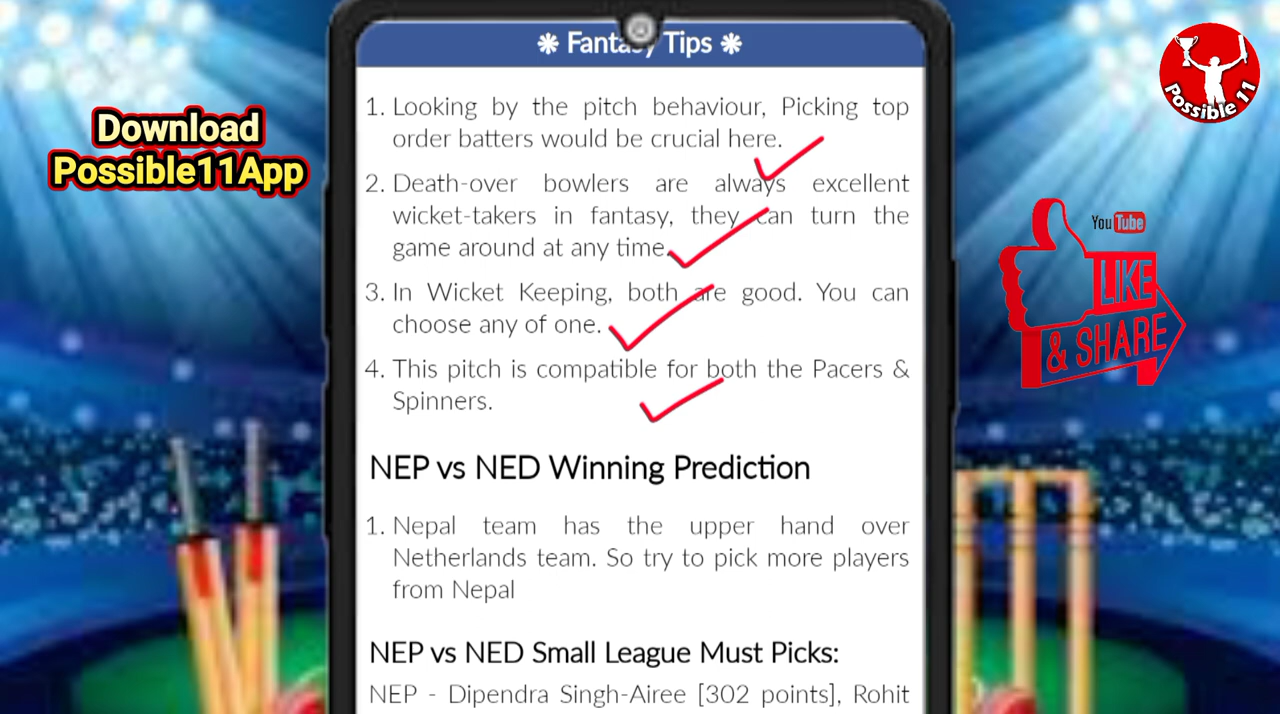 ❋ Fantasy Tips ❋
1. Looking by the pitch behaviour, Picking top
order batters would be crucial here.
2. Death-over bowlers are always excellent
wicket-takers in fantasy, they can turn the
game around at any time.
3. In Wicket Keeping, both are good. You can
choose any of one.
4. This pitch is compatible for both the Pacers &
Spinners.
NEP vs NED Winning Prediction
1. Nepal team has the upper hand over
Netherlands team. So try to pick more players
from Nepal
NEP vs NED Small League Must Picks:
NEP - Dipendra Singh-Airee [302 points], Rohit
Download
Possible11App
Possible 11
YouTube
LIKE
& SHARE